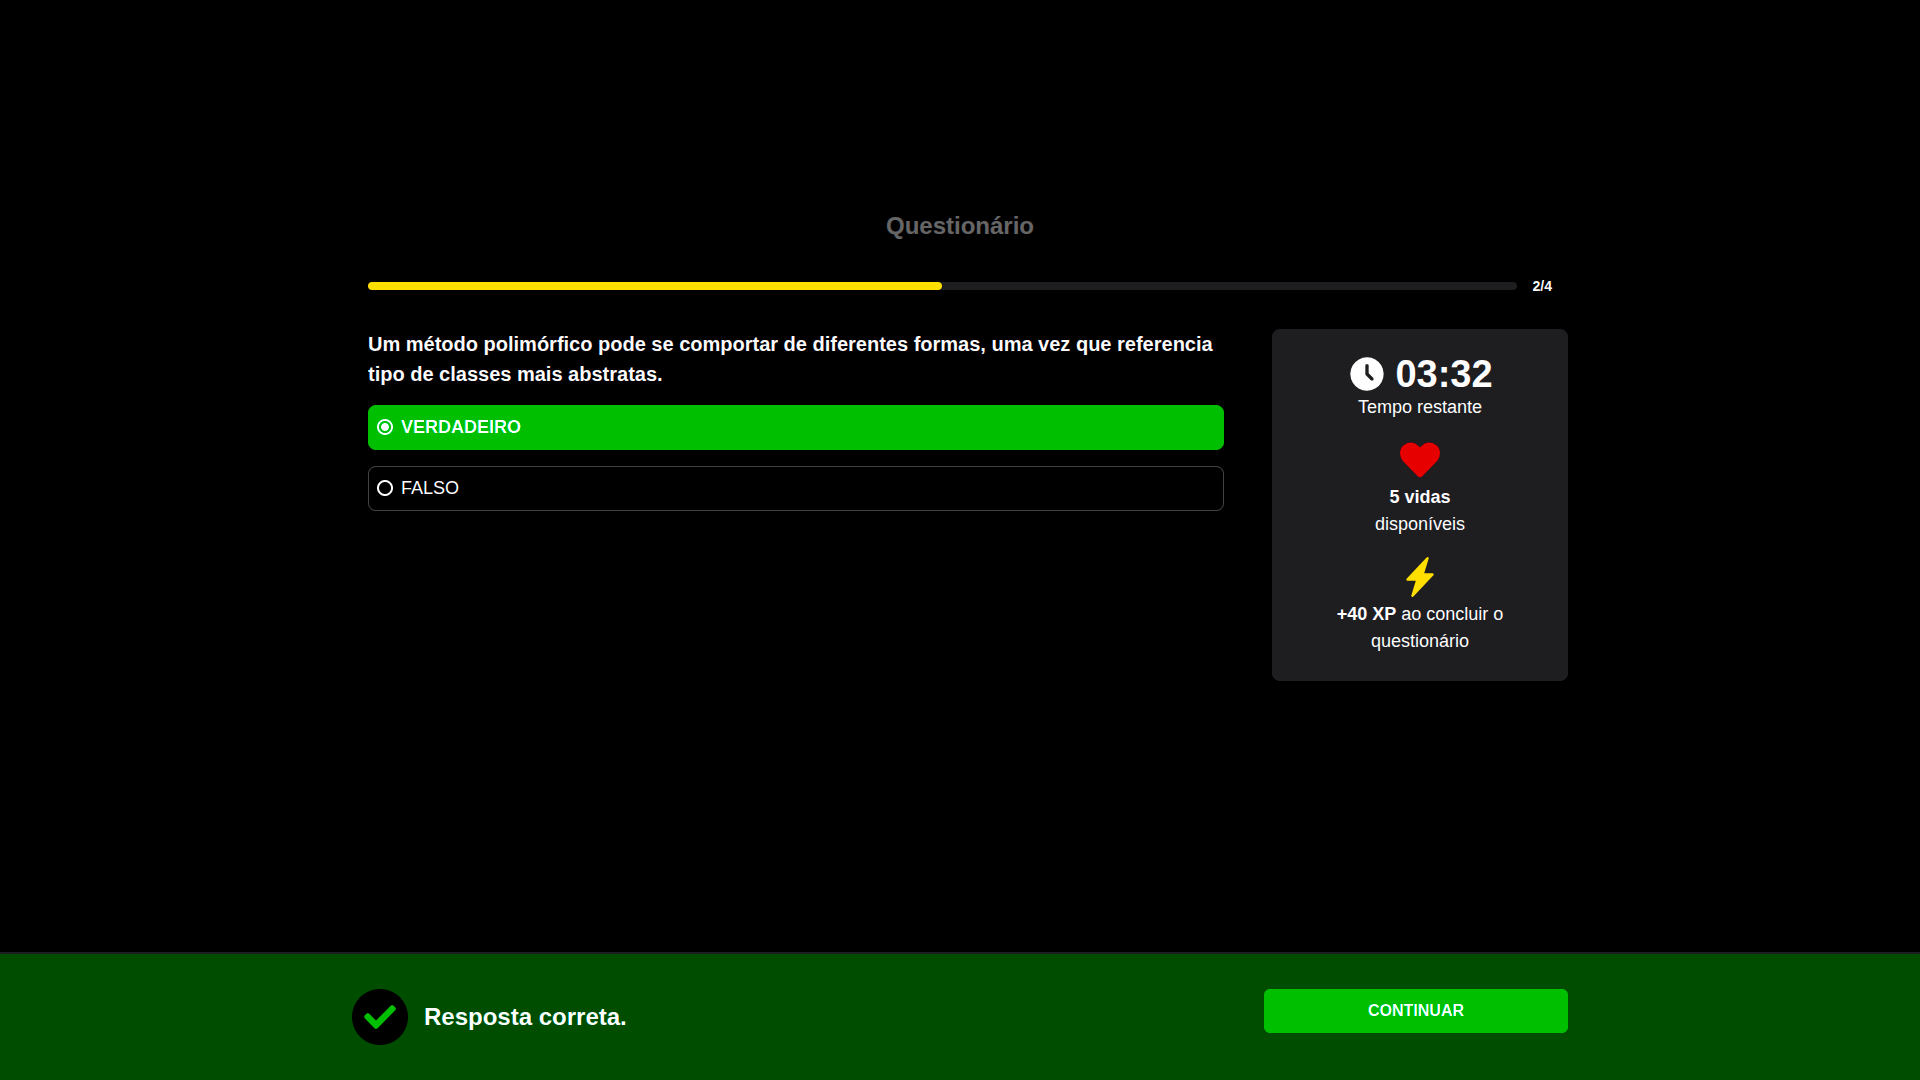 Questionário
2/4
Um método polimórfico pode se comportar de diferentes formas, uma vez que referencia
tipo de classes mais abstratas.
VERDADEIRO
FALSO
03:32
Tempo restante
5 vidas
disponíveis
+40 XP ao concluir o
questionário
Resposta correta.
CONTINUAR